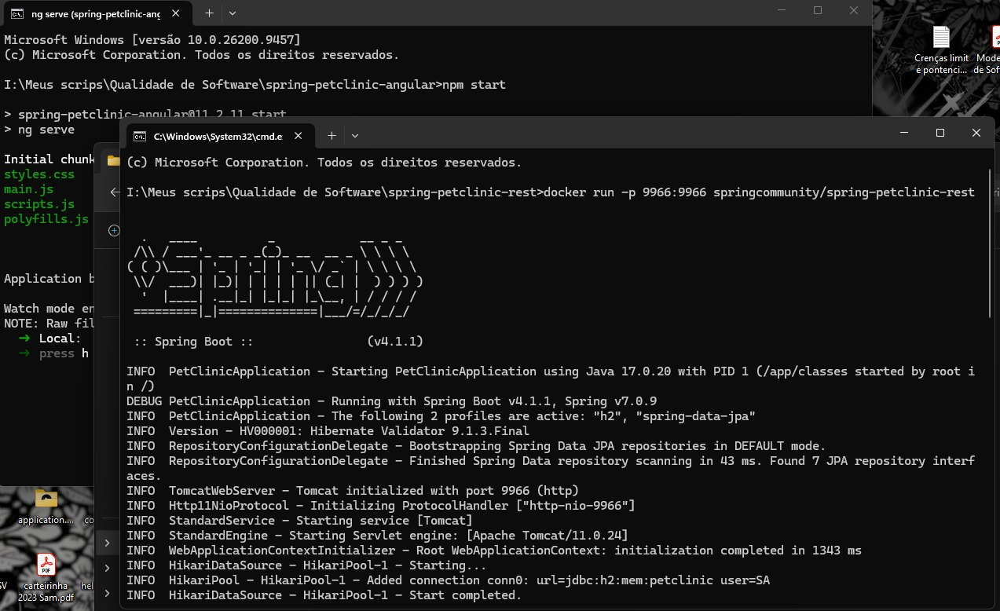 ng serve (spring-petclinic-ang
Microsoft Windows [versão 10.0.26200.9457]
(c) Microsoft Corporation. Todos os direitos reservados.
I:\Meus scrips\Qualidade de Software\spring-petclinic-angular>npm start
> spring-petclinic-angular@11.2.11 start
> ng serve
Initial chunk
styles.css
main.js
scripts.js
polyfills.js
Application b
Watch mode en
NOTE: Raw fil
➜ Local:
➜ press h
C:\Windows\System32\cmd.e
(c) Microsoft Corporation. Todos os direitos reservados.
I:\Meus scrips\Qualidade de Software\spring-petclinic-rest>docker run -p 9966:9966 springcommunity/spring-petclinic-rest
Spring
:: Spring Boot :: (v4.1.1)
INFO PetClinicApplication - Starting PetClinicApplication using Java 17.0.20 with PID 1 (/app/classes started by root i
n /)
DEBUG PetClinicApplication - Running with Spring Boot v4.1.1, Spring v7.0.9
INFO PetClinicApplication - The following 2 profiles are active: "h2", "spring-data-jpa"
INFO Version - HV000001: Hibernate Validator 9.1.3.Final
INFO RepositoryConfigurationDelegate - Bootstrapping Spring Data JPA repositories in DEFAULT mode.
INFO RepositoryConfigurationDelegate - Finished Spring Data repository scanning in 43 ms. Found 7 JPA repository interf
aces.
INFO TomcatWebServer - Tomcat initialized with port 9966 (http)
INFO Http11NioProtocol - Initializing ProtocolHandler ["http-nio-9966"]
INFO StandardService - Starting service [Tomcat]
INFO StandardEngine - Starting Servlet engine: [Apache Tomcat/11.0.24]
INFO WebApplicationContextInitializer - Root WebApplicationContext: initialization completed in 1343 ms
INFO HikariDataSource - HikariPool-1 - Starting...
INFO HikariPool - HikariPool-1 - Added connection conn0: url=jdbc:h2:mem:petclinic user=SA
INFO HikariDataSource - HikariPool-1 - Start completed.
Crenças limit
e pontenci...
Mode
de Soft
application....
co
PDF
SV
carteirinha
2023 Sam.pdf
hel